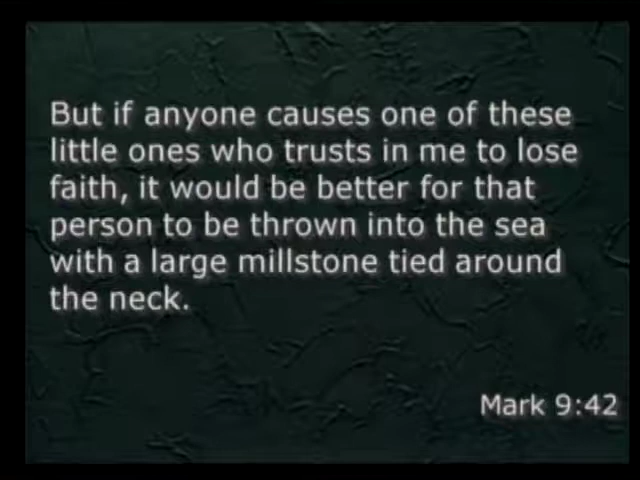 But if anyone causes one of these
little ones who trusts in me to lose
faith, it would be better for that
person to be thrown into the sea
with a large millstone tied around
the neck.
Mark 9:42